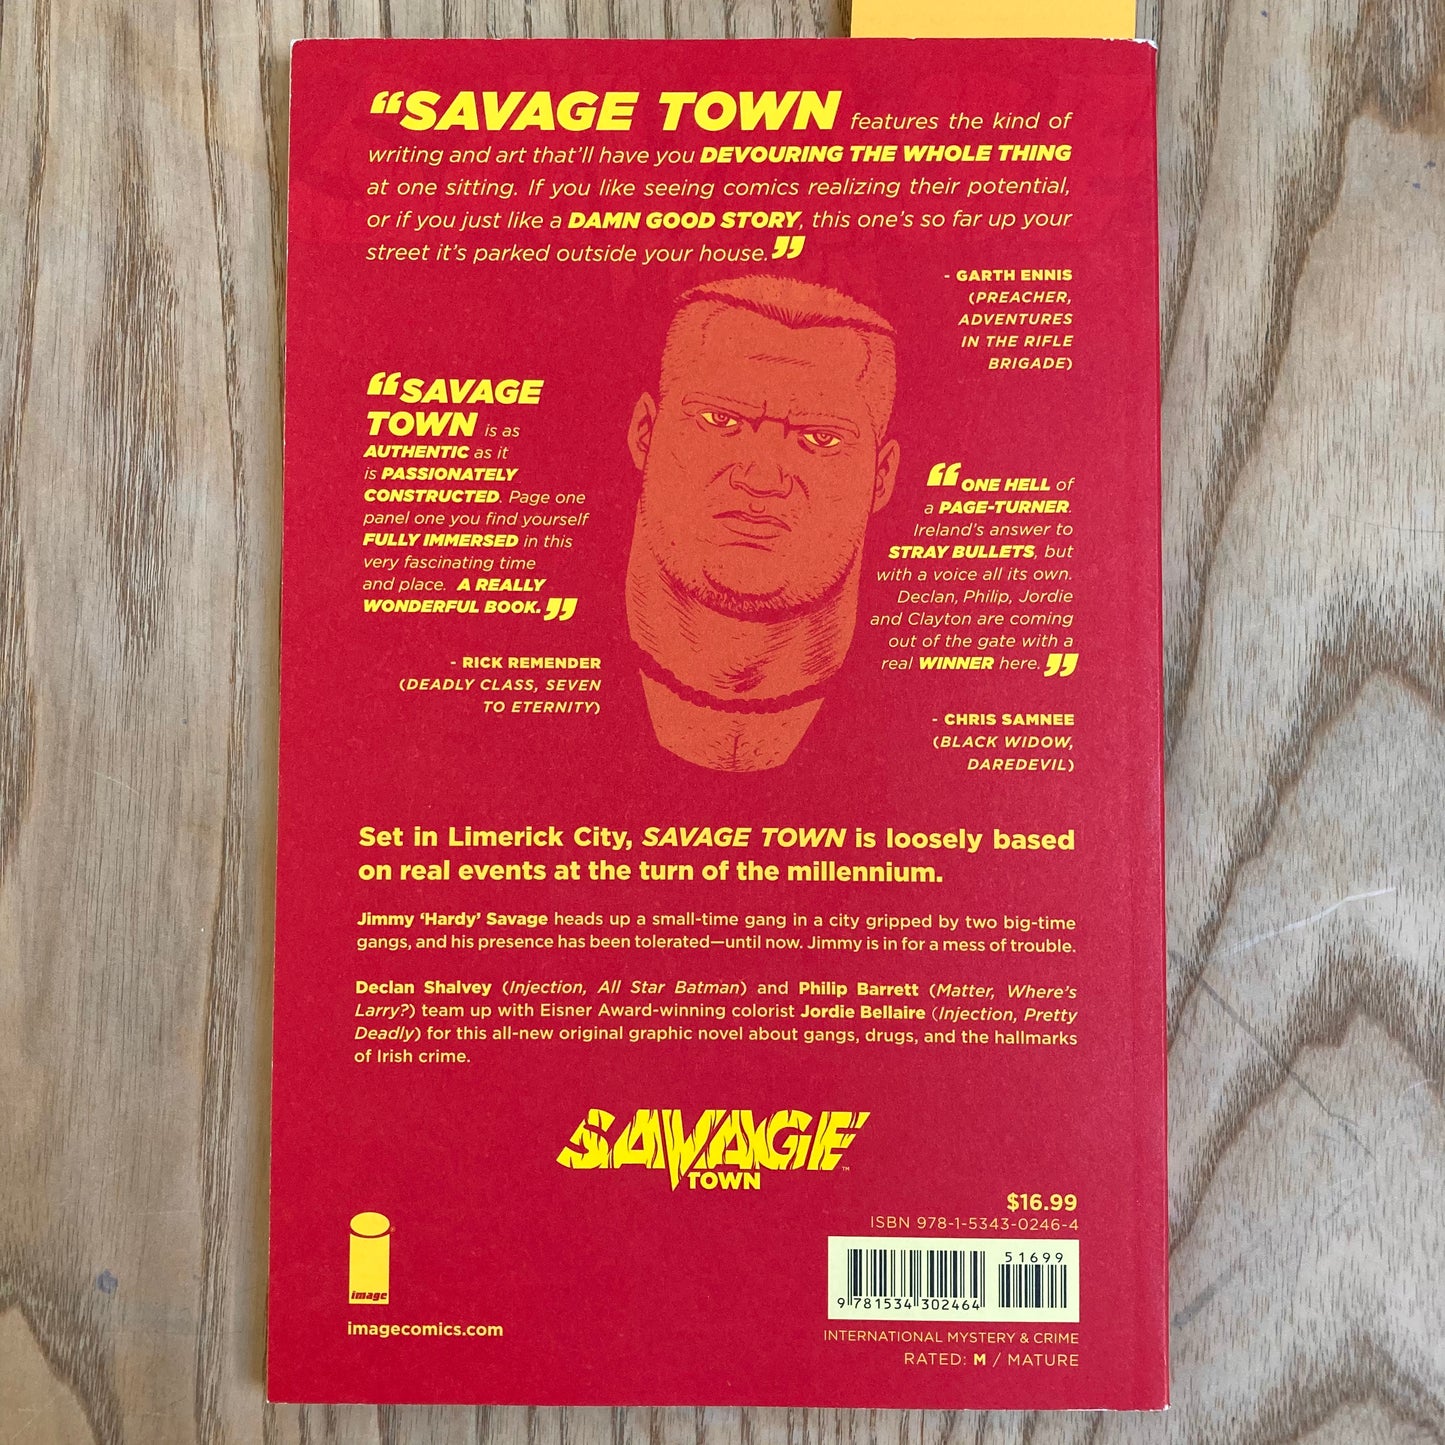 “SAVAGE TOWN features the kind of
writing and art that’ll have you DEVOURING THE WHOLE THING
at one sitting. If you like seeing comics realizing their potential,
or if you just like a DAMN GOOD STORY, this one’s so far up your
street it’s parked outside your house.”
- GARTH ENNIS
(PREACHER,
ADVENTURES
IN THE RIFLE
BRIGADE)
“SAVAGE
TOWN is as
AUTHENTIC as it
is PASSIONATELY
CONSTRUCTED. Page one
panel one you find yourself
FULLY IMMERSED in this
very fascinating time
and place. A REALLY
WONDERFUL BOOK.”
- RICK REMENDER
(DEADLY CLASS, SEVEN
TO ETERNITY)
“ONE HELL of
a PAGE-TURNER.
Ireland’s answer to
STRAY BULLETS, but
with a voice all its own.
Declan, Philip, Jordie
and Clayton are coming
out of the gate with a
real WINNER here.”
- CHRIS SAMNEE
(BLACK WIDOW,
DAREDEVIL)
Set in Limerick City, SAVAGE TOWN is loosely based
on real events at the turn of the millennium.
Jimmy ‘Hardy’ Savage heads up a small-time gang in a city gripped by two big-time
gangs, and his presence has been tolerated—until now. Jimmy is in for a mess of trouble.
Declan Shalvey (Injection, All Star Batman) and Philip Barrett (Matter, Where’s
Larry?) team up with Eisner Award-winning colorist Jordie Bellaire (Injection, Pretty
Deadly) for this all-new original graphic novel about gangs, drugs, and the hallmarks
of Irish crime.
SAVAGE™
TOWN
$16.99
ISBN 978-1-5343-0246-4
51699
9 781534 302464
image®
imagecomics.com
INTERNATIONAL MYSTERY & CRIME
RATED: M / MATURE